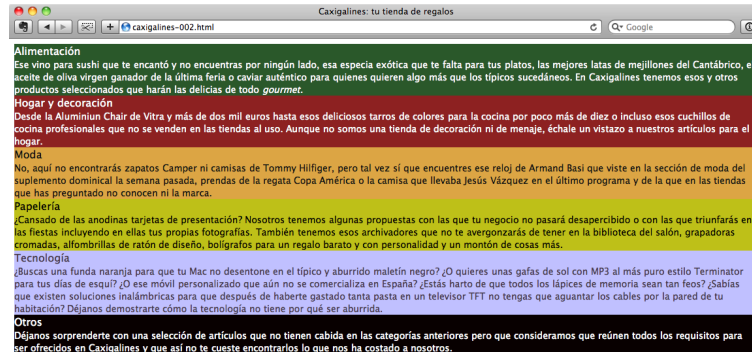 Caxigalines: tu tienda de regalos
caxigalines-002.html
Google
Alimentación
Ese vino para sushi que te encantó y no encuentras por ningún lado, esa especia exótica que te falta para tus platos, las mejores latas de mejillones del Cantábrico, e
aceite de oliva virgen ganador de la última feria o caviar auténtico para quienes quieren algo más que los típicos sucedáneos. En Caxigalines tenemos esos y otros
productos seleccionados que harán las delicias de todo gourmet.
Hogar y decoración
Desde la Aluminiun Chair de Vitra y más de dos mil euros hasta esos deliciosos tarros de colores para la cocina por poco más de diez o incluso esos cuchillos de
cocina profesionales que no se venden en las tiendas al uso. Aunque no somos una tienda de decoración ni de menaje, échale un vistazo a nuestros artículos para el
hogar.
Moda
No, aquí no encontrarás zapatos Camper ni camisas de Tommy Hilfiger, pero tal vez sí que encuentres ese reloj de Armand Basi que viste en la sección de moda del
suplemento dominical la semana pasada, prendas de la regata Copa América o la camisa que llevaba Jesús Vázquez en el último programa y de la que en las tiendas
que has preguntado no conocen ni la marca.
Papelería
¿Cansado de las anodinas tarjetas de presentación? Nosotros tenemos algunas propuestas con las que tu negocio no pasará desapercibido o con las que triunfarás en
las fiestas incluyendo en ellas tus propias fotografías. También tenemos esos archivadores que no te avergonzarás de tener en la biblioteca del salón, grapadoras
cromadas, alfombrillas de ratón de diseño, bolígrafos para un regalo barato y con personalidad y un montón de cosas más.
Tecnología
¿Buscas una funda naranja para que tu Mac no desentone en el típico y aburrido maletín negro? ¿O quieres unas gafas de sol con MP3 al más puro estilo Terminator
para tus días de esquí? ¿O ese móvil personalizado que aún no se comercializa en España? ¿Estás harto de que todos los lápices de memoria sean tan feos? ¿Sabías
que existen soluciones inalámbricas para que después de haberte gastado tanta pasta en un televisor TFT no tengas que aguantar los cables por la pared de tu
habitación? Déjanos demostrarte cómo la tecnología no tiene por qué ser aburrida.
Otros
Déjanos sorprenderte con una selección de artículos que no tienen cabida en las categorías anteriores pero que consideramos que reúnen todos los requisitos para
ser ofrecidos en Caxigalines y que así no te cueste encontrarlos lo que nos ha costado a nosotros.